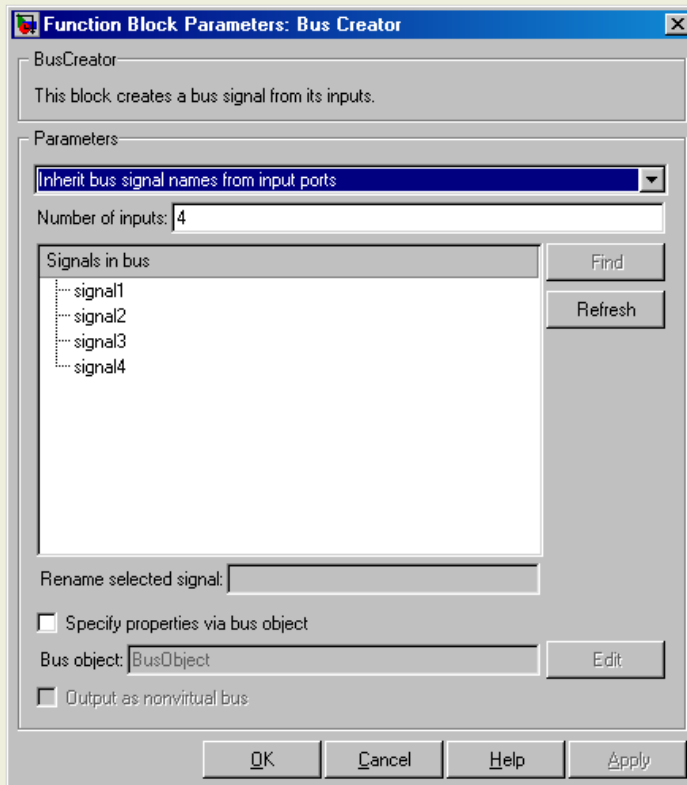 Function Block Parameters: Bus Creator
BusCreator
This block creates a bus signal from its inputs.
Parameters
Inherit bus signal names from input ports
Number of inputs: 4
Signals in bus
Find
signal1
Refresh
signal2
signal3
signal4
Rename selected signal:
Specify properties via bus object
Bus object: BusObject
Edit
Output as nonvirtual bus
OK Cancel Help Apply